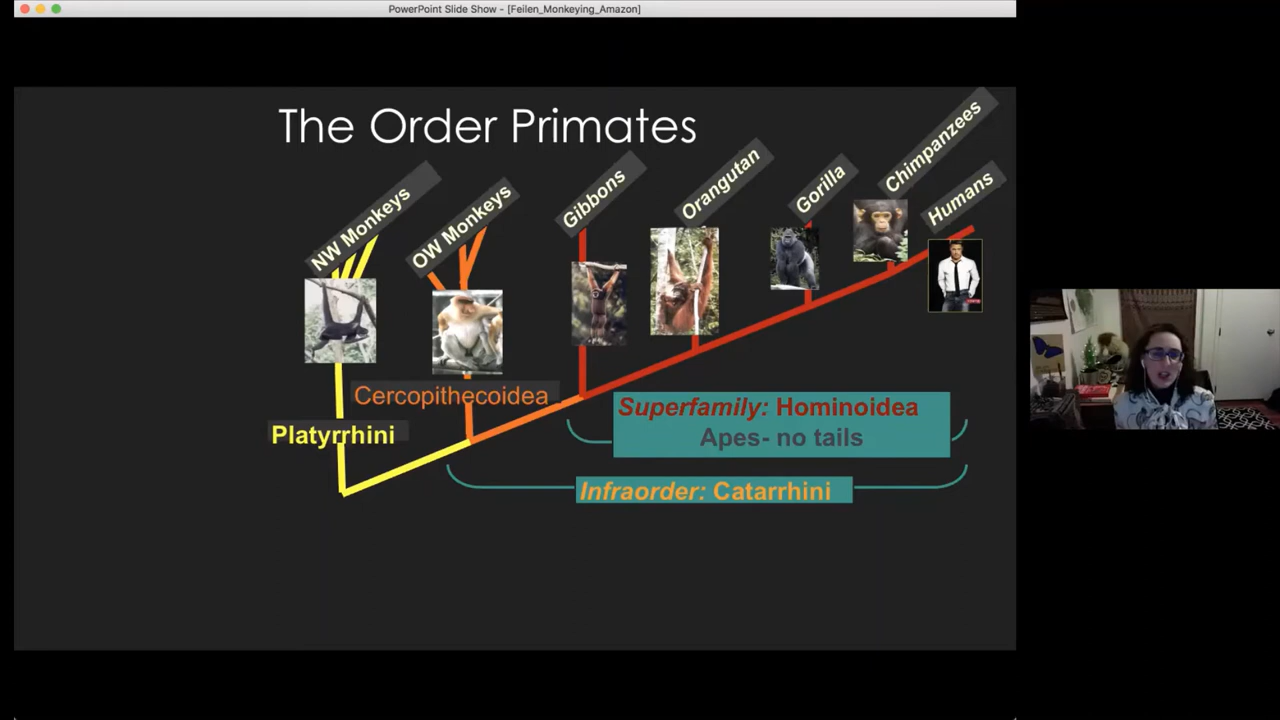 PowerPoint Slide Show - [Feilen_Monkeying_Amazon]
The Order Primates
NW Monkeys
OW Monkeys
Gibbons
Orangutan
Gorilla
Chimpanzees
Humans
Cercopithecoidea
Platyrrhini
Superfamily: Hominoidea
Apes- no tails
Infraorder: Catarrhini